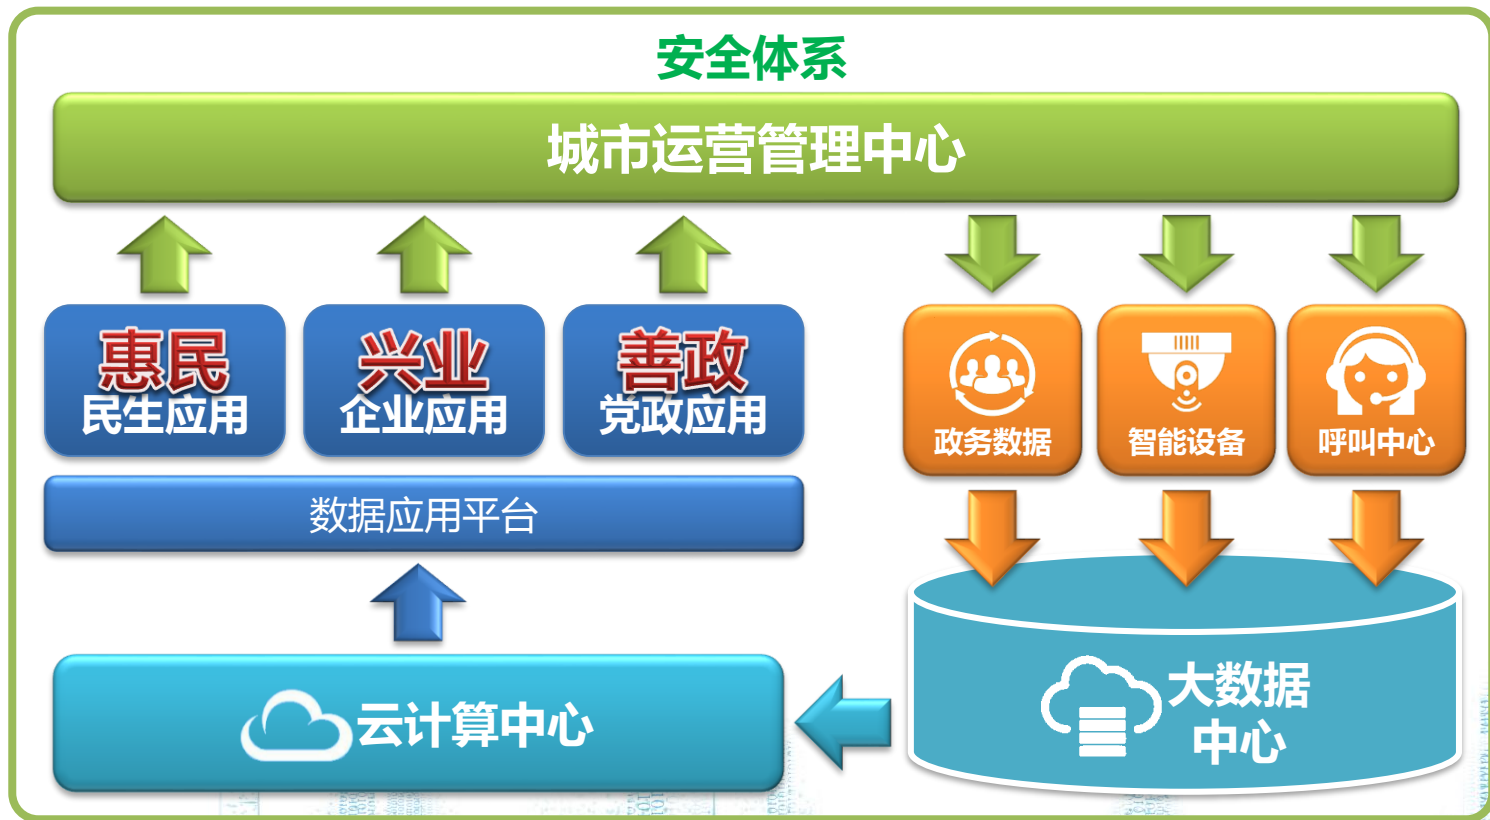 安全体系
城市运营管理中心
惠民
民生应用
兴业
企业应用
善政
党政应用
政务数据
智能设备
呼叫中心
数据应用平台
云计算中心
大数据
中心